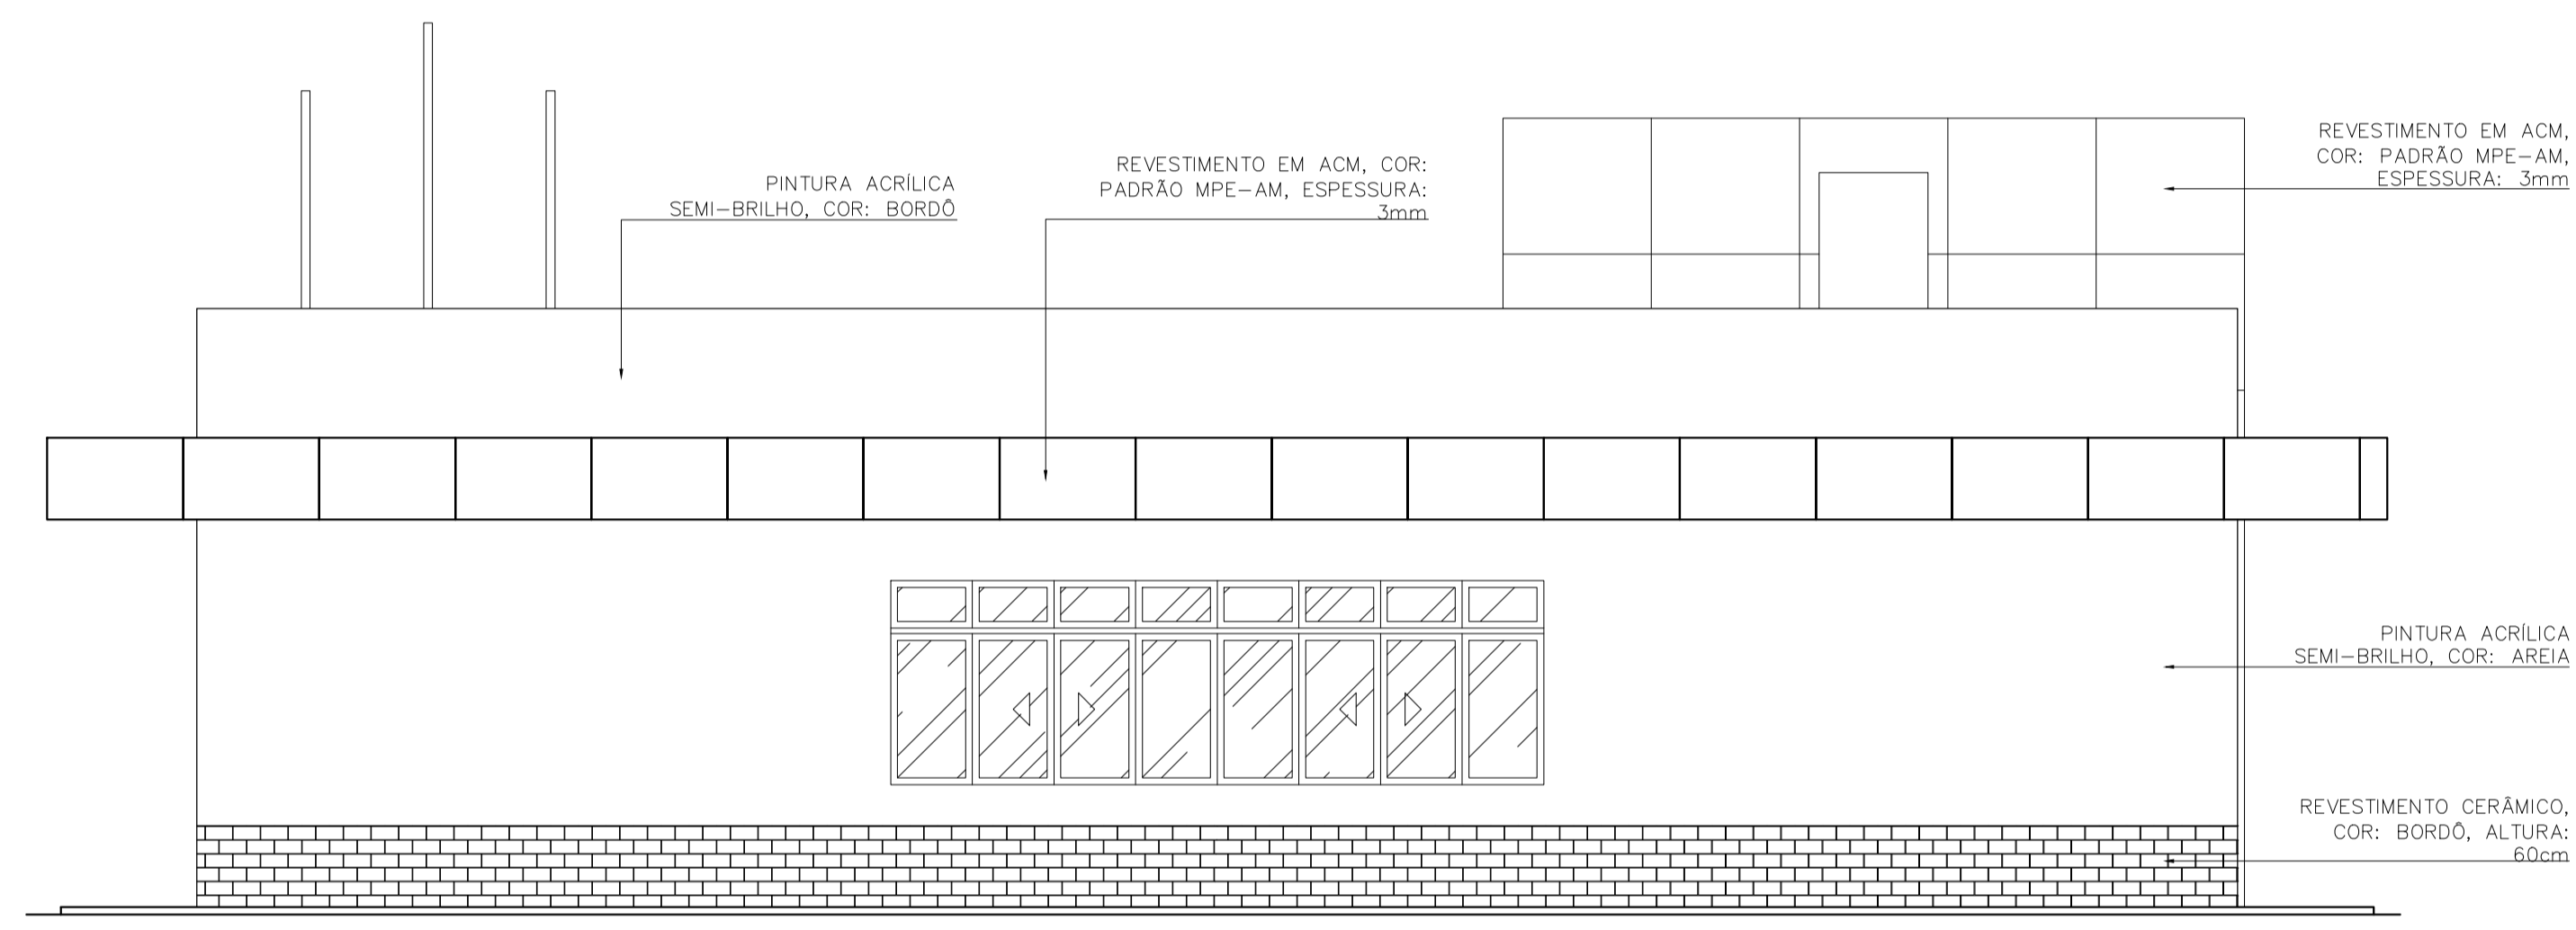 PINTURA ACRÍLICA
SEMI-BRILHO, COR: BORDÔ
REVESTIMENTO EM ACM, COR:
PADRÃO MPE-AM, ESPESSURA:
3mm
REVESTIMENTO EM ACM,
COR: PADRÃO MPE-AM,
ESPESSURA: 3mm
PINTURA ACRÍLICA
SEMI-BRILHO, COR: AREIA
REVESTIMENTO CERÂMICO,
COR: BORDÔ, ALTURA:
60cm